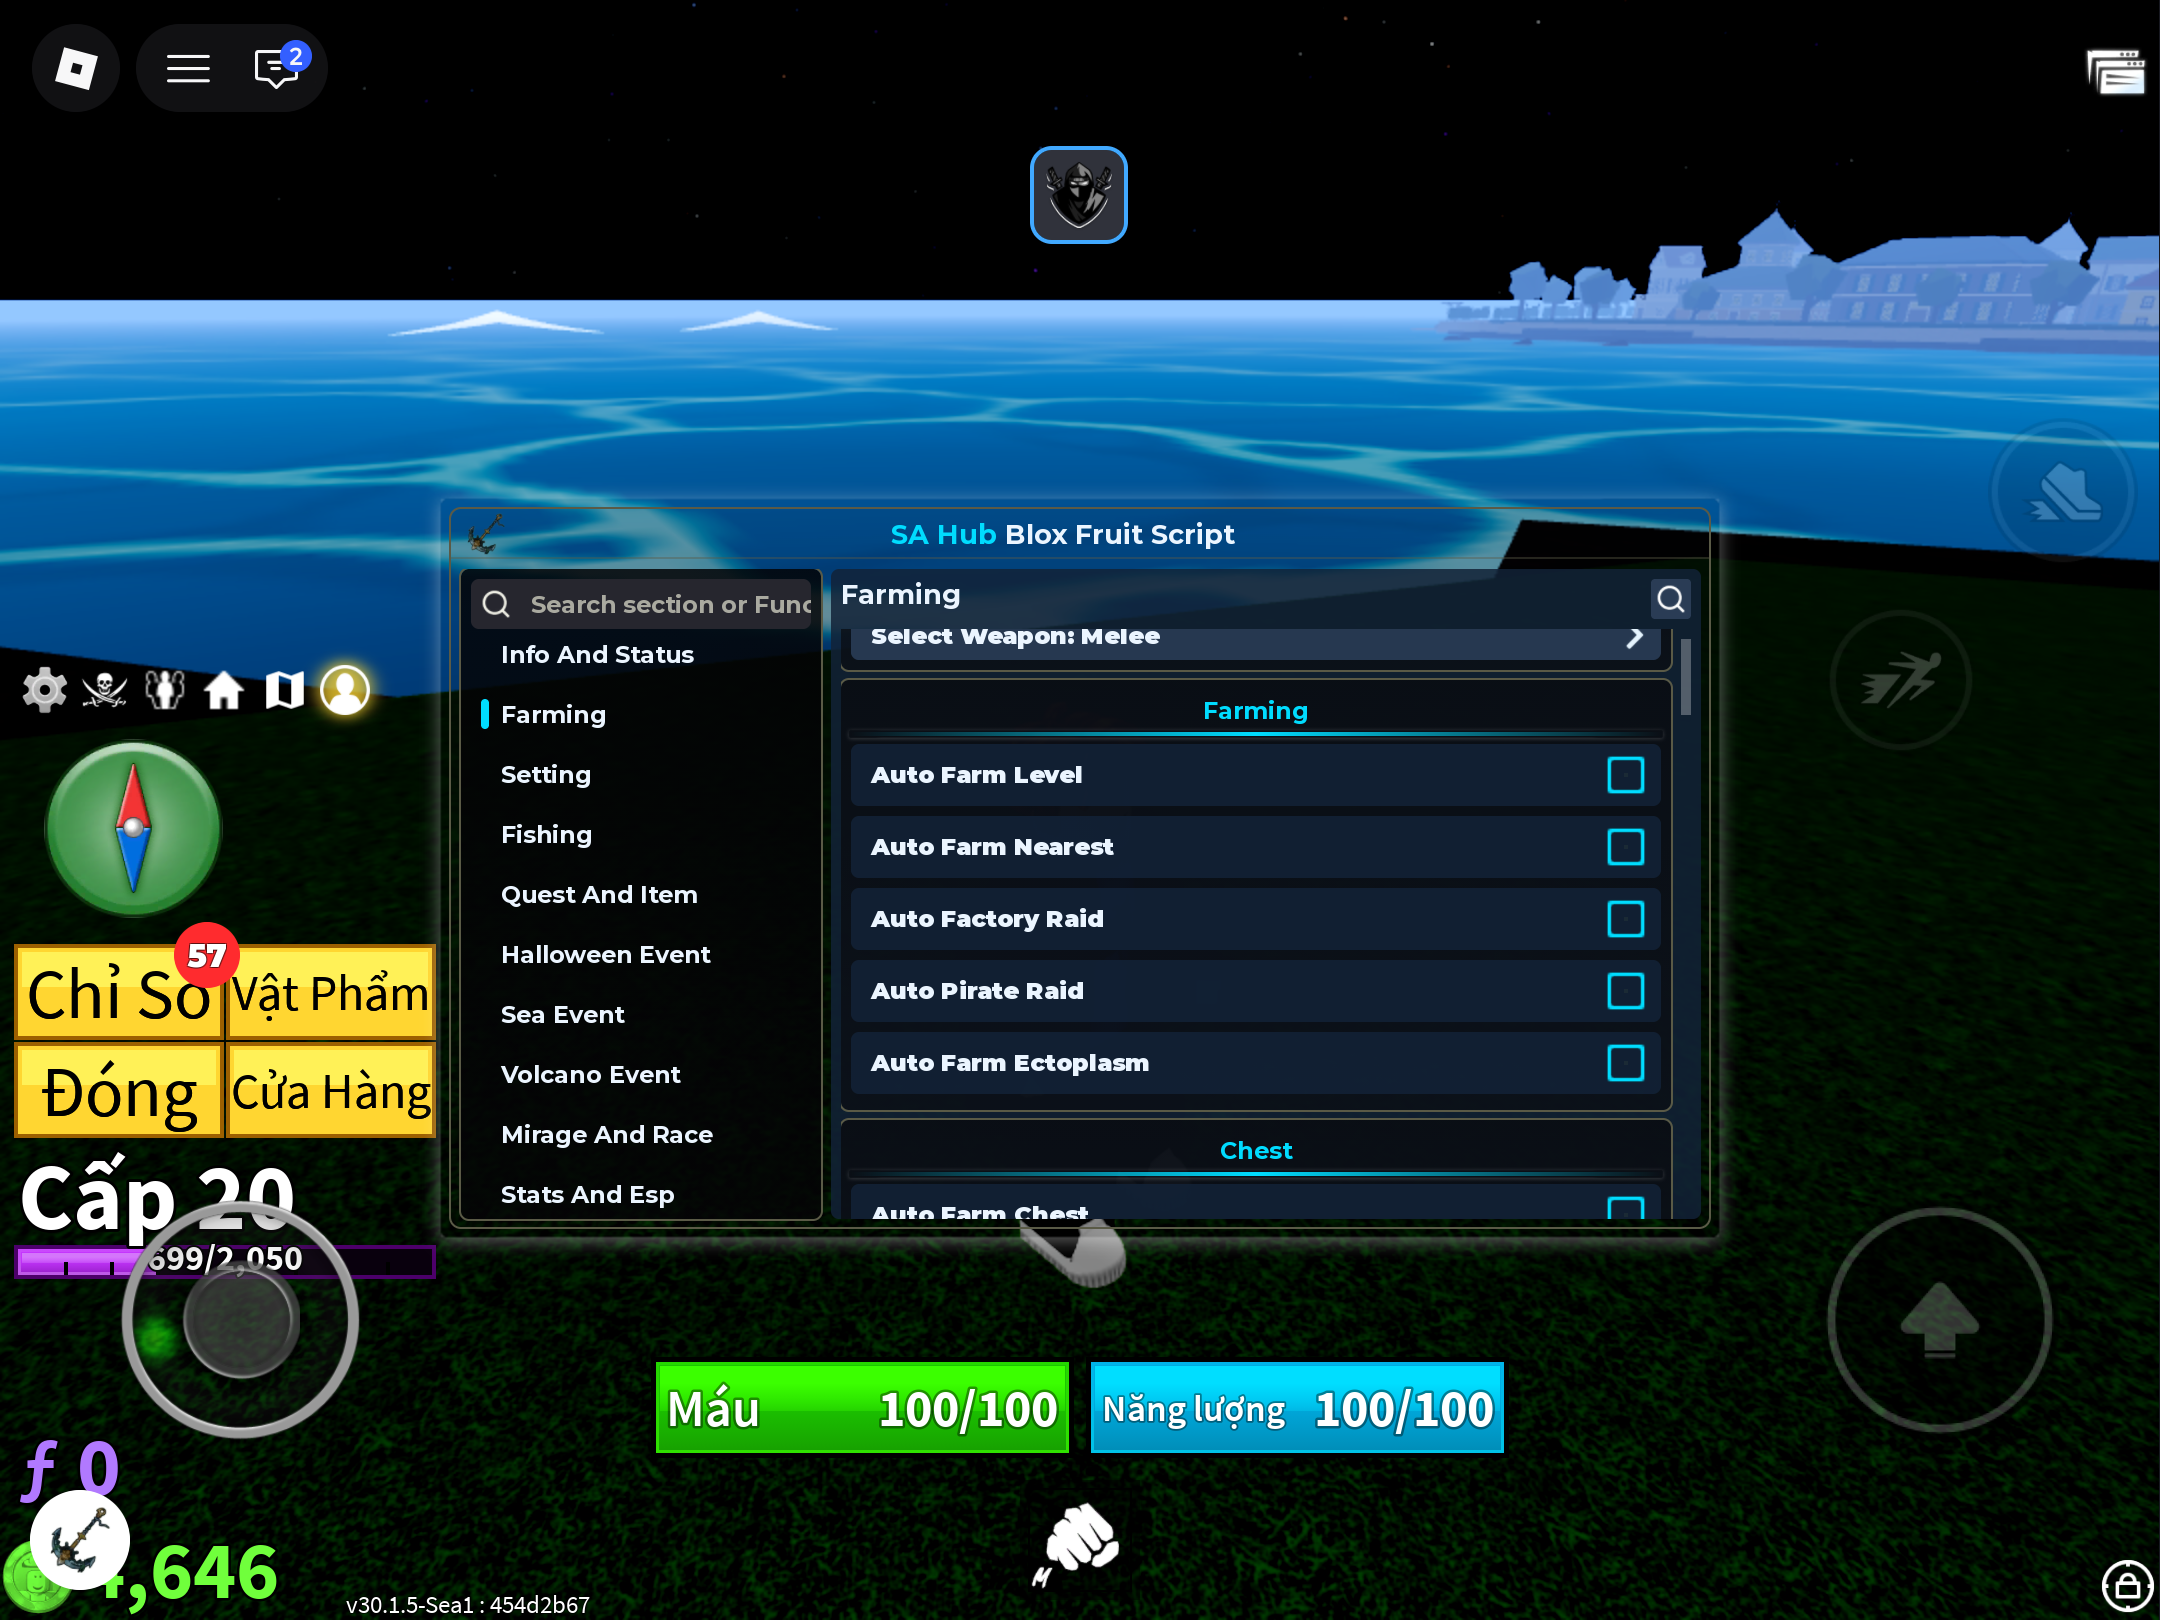 2
SA Hub Blox Fruit Script
Search section or Func
Info And Status
Farming
Setting
Fishing
Quest And Item
Halloween Event
Sea Event
Volcano Event
Mirage And Race
Stats And Esp
Farming
Select Weapon: Melee
Farming
Auto Farm Level
Auto Farm Nearest
Auto Factory Raid
Auto Pirate Raid
Auto Farm Ectoplasm
Chest
Auto Farm Chest
57
Chỉ Số
Vật Phẩm
Đóng
Cửa Hàng
Cấp 20
699/2,050
Máu 100/100
Năng lượng 100/100
ƒ 0
4,646
M
v30.1.5-Sea1 : 454d2b67